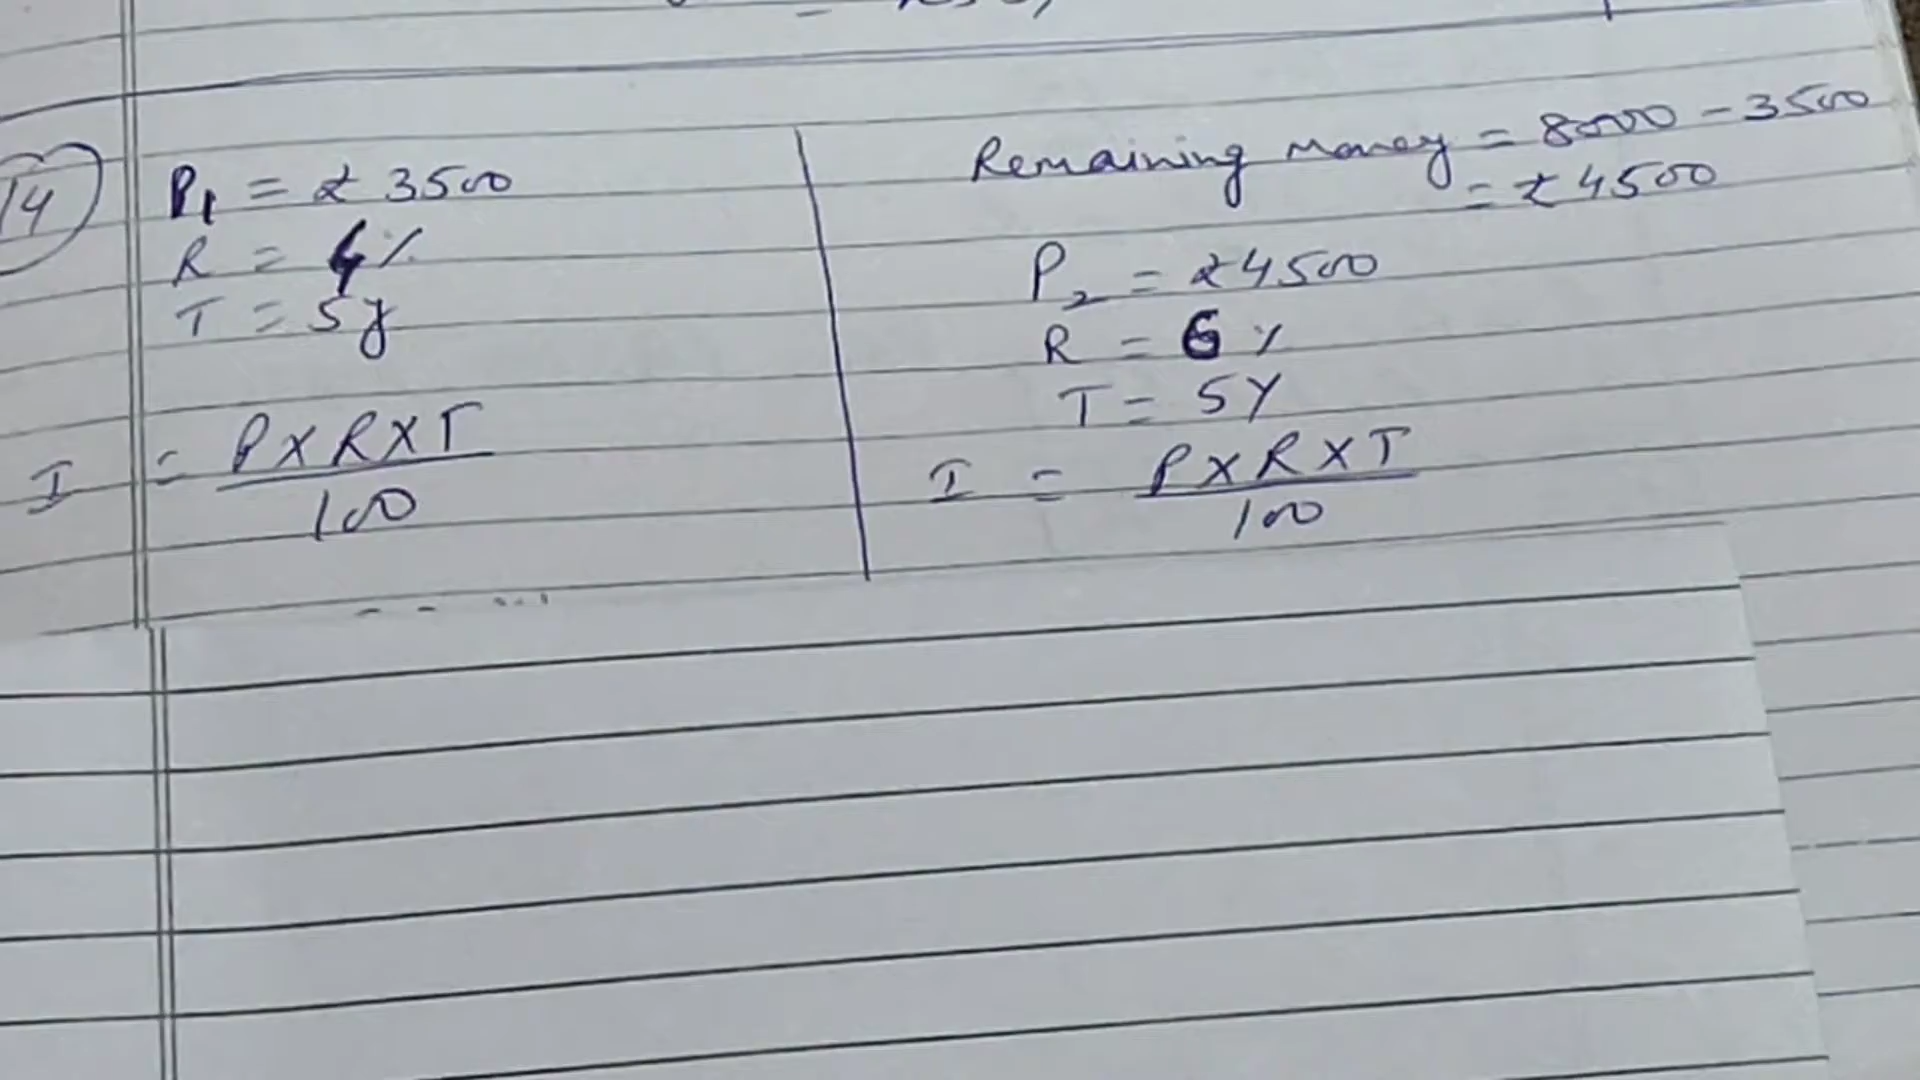 14
P₁ = ₹ 3500
R = 4%
T = 5y
I = P×R×T
100
Remaining money = 8000 - 3500
= ₹ 4500
P₂ = ₹4500
R = 6 %
T = 5Y
I = P×R×T
100